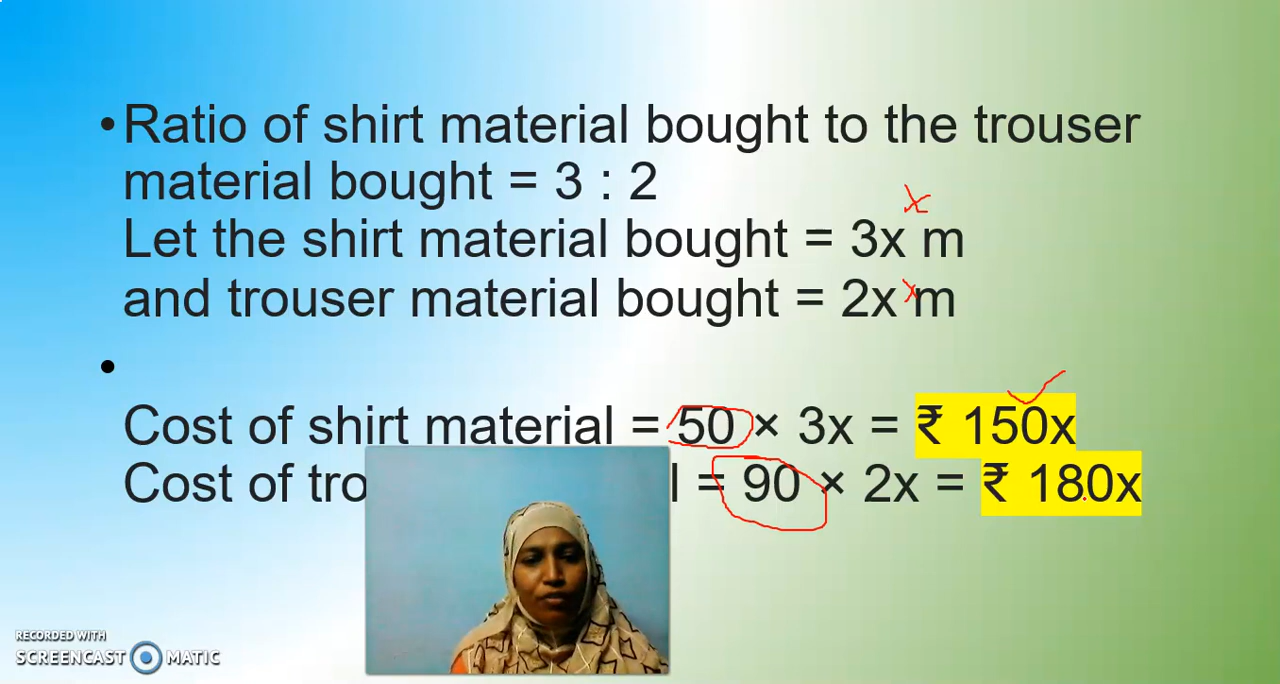 •Ratio of shirt material bought to the trouser
material bought = 3 : 2
x
Let the shirt material bought = 3x m
and trouser material bought = 2x x m
•
Cost of shirt material = 50 × 3x = ₹ 150x
Cost of = 90 × 2x = ₹ 180x
RECORDED WITH
SCREENCAST MATIC